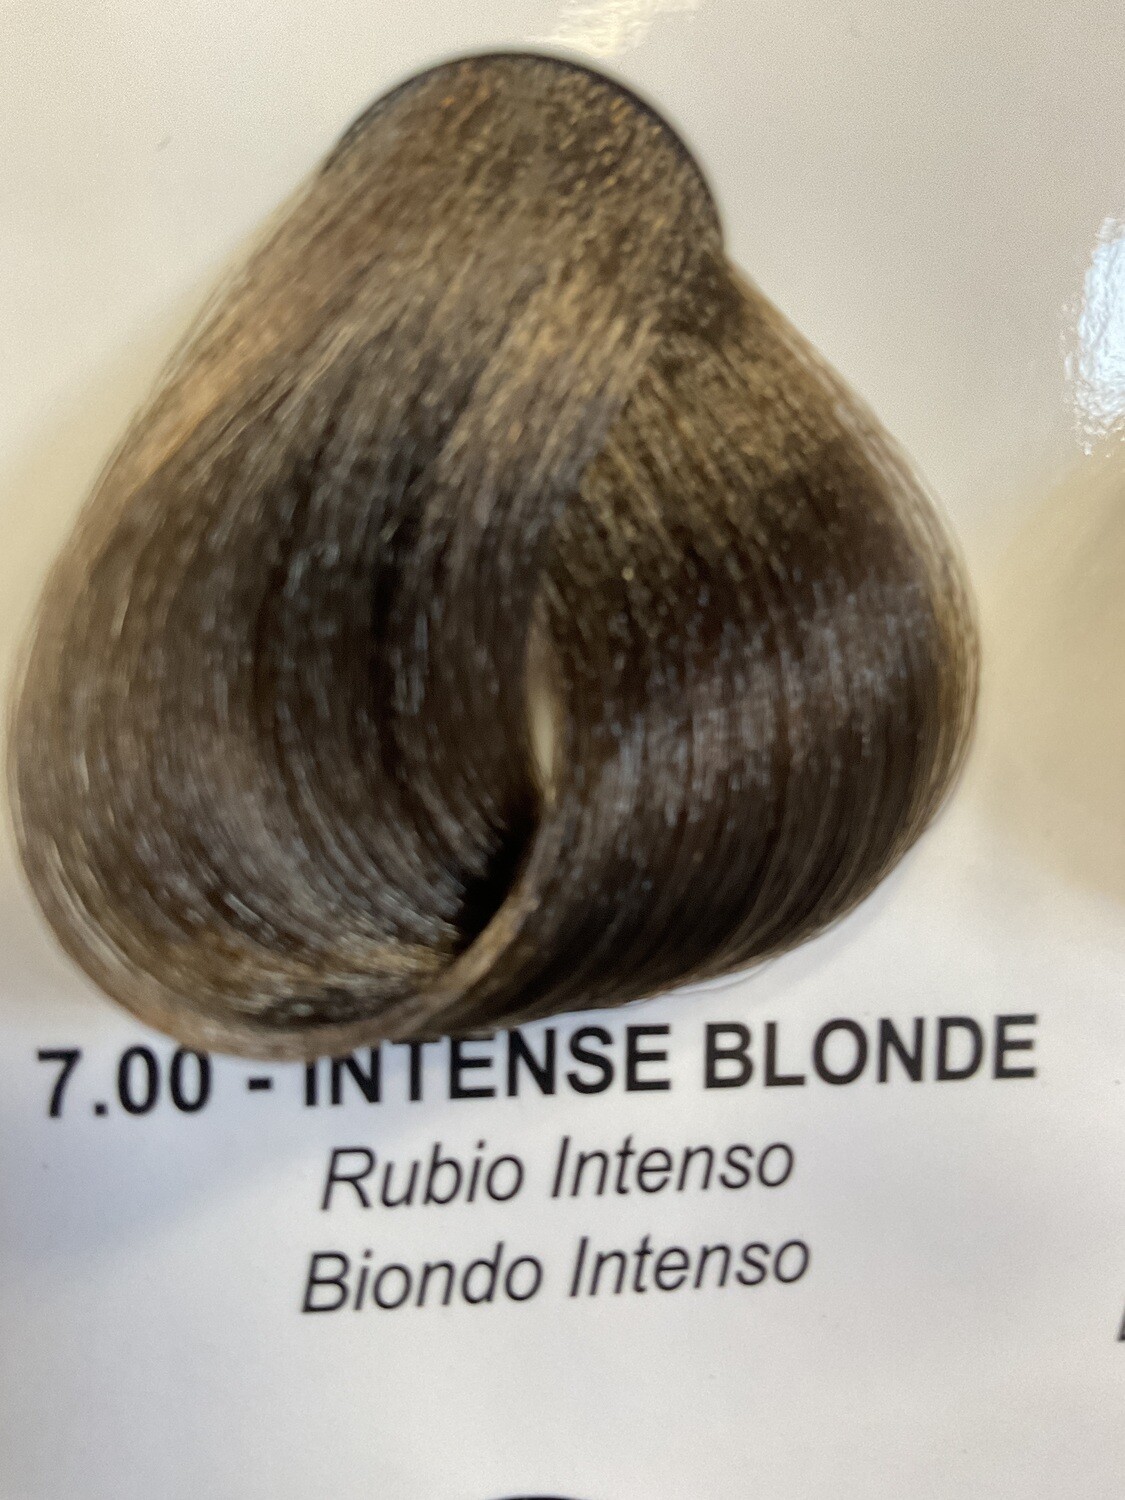 7.00 - INTENSE BLONDE
Rubio Intenso
Biondo Intenso